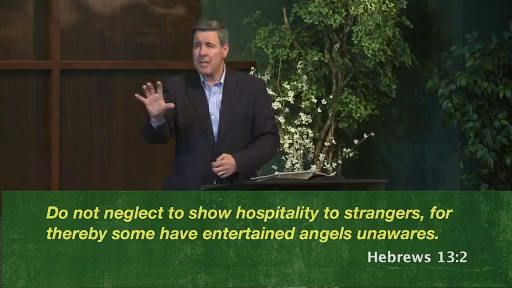 Do not neglect to show hospitality to strangers, for
thereby some have entertained angels unawares.
Hebrews 13:2